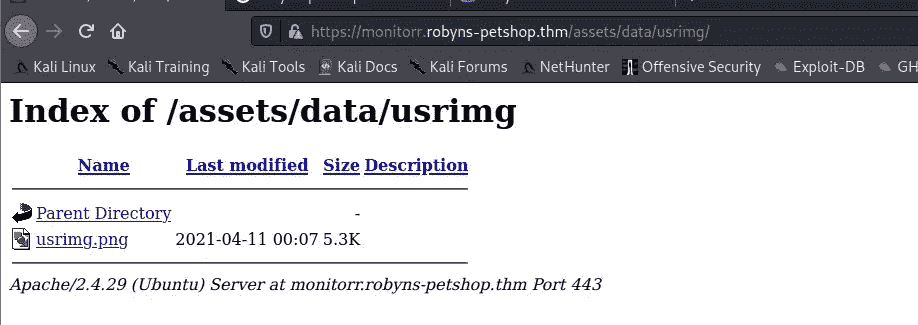 https://monitorr.robyns-petshop.thm/assets/data/usrimg/
Kali Linux Kali Training Kali Tools Kali Docs Kali Forums NetHunter Offensive Security Exploit-DB GH
Index of /assets/data/usrimg
Name Last modified Size Description
Parent Directory -
usrimg.png 2021-04-11 00:07 5.3K
Apache/2.4.29 (Ubuntu) Server at monitorr.robyns-petshop.thm Port 443